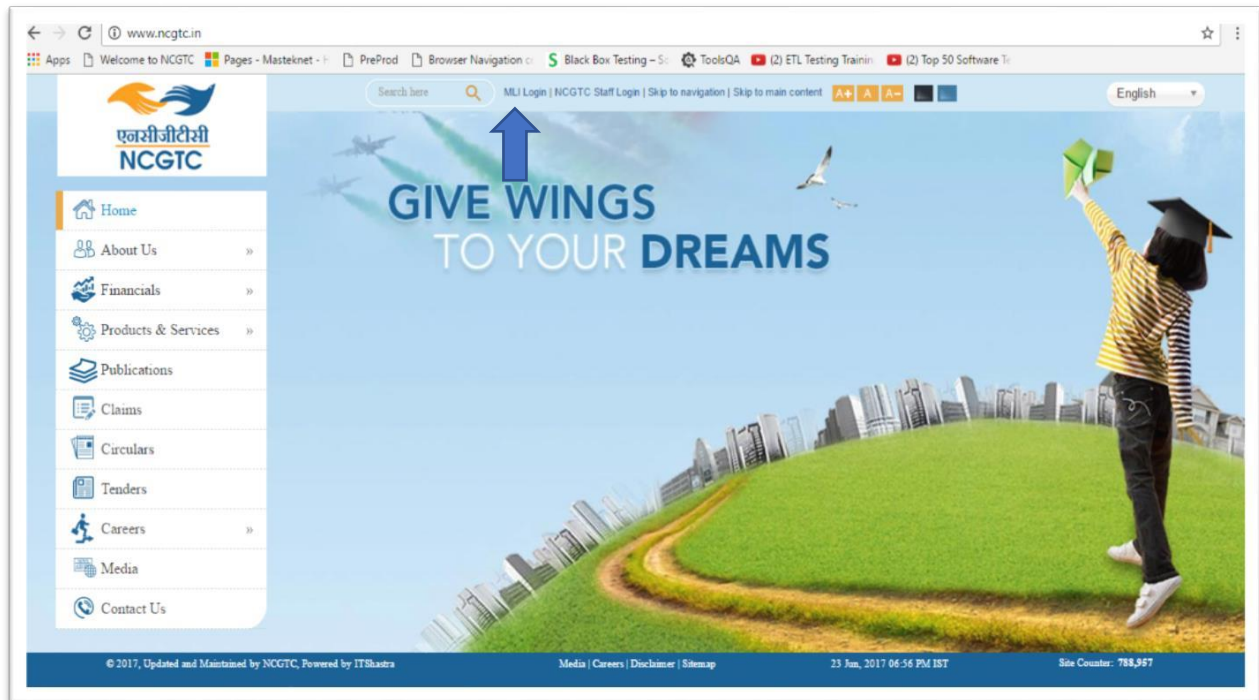 www.ncgtc.in
Apps Welcome to NCGTC Pages - Masteknet - H PreProd Browser Navigation c Black Box Testing – So ToolsQA (2) ETL Testing Trainin (2) Top 50 Software Te
Search here MLI Login | NCGTC Staff Login | Skip to navigation | Skip to main content A+ A A- English
एनसीजीटीसी
NCGTC
GIVE WINGS
TO YOUR DREAMS
Home
About Us »
Financials »
Products & Services »
Publications
Claims
Circulars
Tenders
Careers »
Media
Contact Us
© 2017, Updated and Maintained by NCGTC, Powered by ITShastra Media | Careers | Disclaimer | Sitemap 23 Jun, 2017 06:56 PM IST Site Counter: 788,957